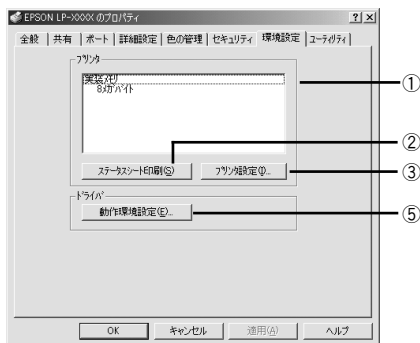 EPSON LP-XXXX のプロパティ
全般 共有 ポート 詳細設定 色の管理 セキュリティ 環境設定 ユーティリティ
プリンタ
実装メモリ
8メガバイト
①
②
ステータスシート印刷(S) プリンタ設定(I)...
③
ドライバ
動作環境設定(E)...
⑤
OK キャンセル 適用(A) ヘルプ